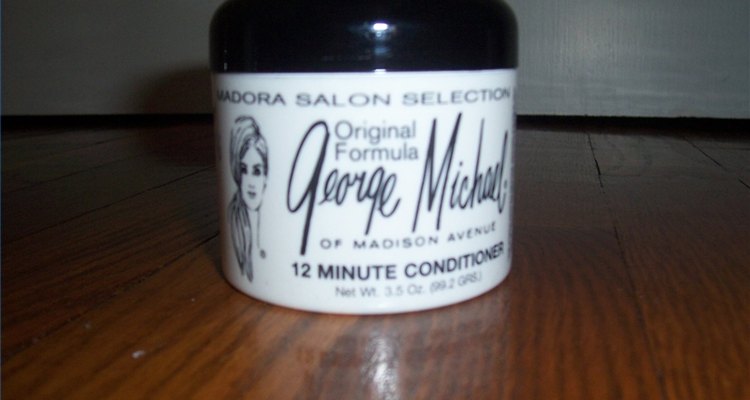 MADORA SALON SELECTION
Original
Formula
George Michael
OF MADISON AVENUE
12 MINUTE CONDITIONER
Net Wt. 3.5 Oz. (99.2 GRS.)